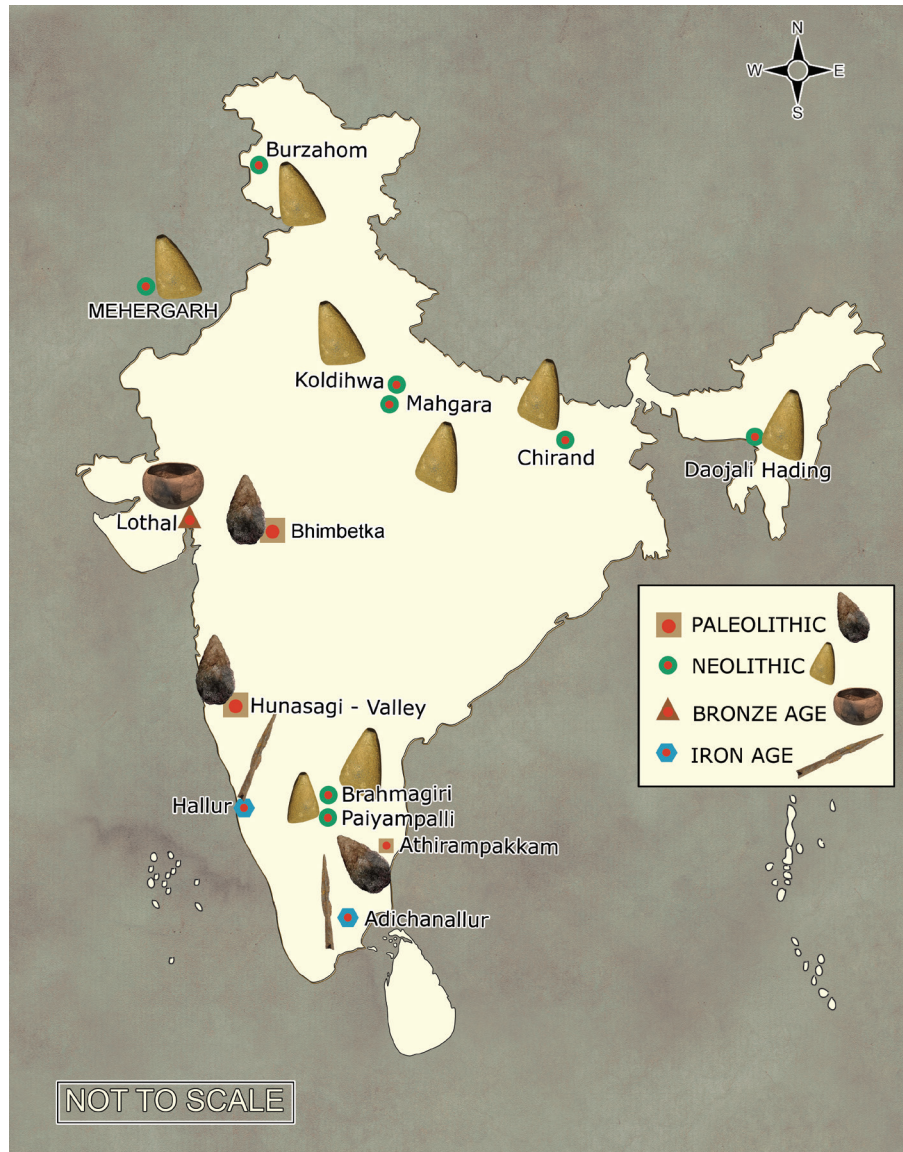 N
W E
S
Burzahom
MEHERGARH
Koldihwa
Mahgara
Chirand
Daojali Hading
Lothal
Bhimbetka
PALEOLITHIC
NEOLITHIC
BRONZE AGE
IRON AGE
Hunasagi - Valley
Hallur
Brahmagiri
Paiyampalli
Athirampakkam
Adichanallur
NOT TO SCALE